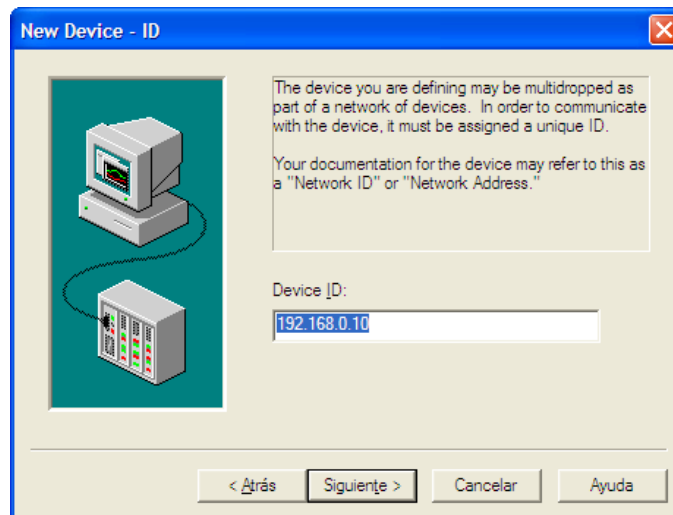 New Device - ID
The device you are defining may be multidropped as
part of a network of devices. In order to communicate
with the device, it must be assigned a unique ID.
Your documentation for the device may refer to this as
a "Network ID" or "Network Address."
Device ID:
192.168.0.10
< Atrás
Siguiente >
Cancelar
Ayuda